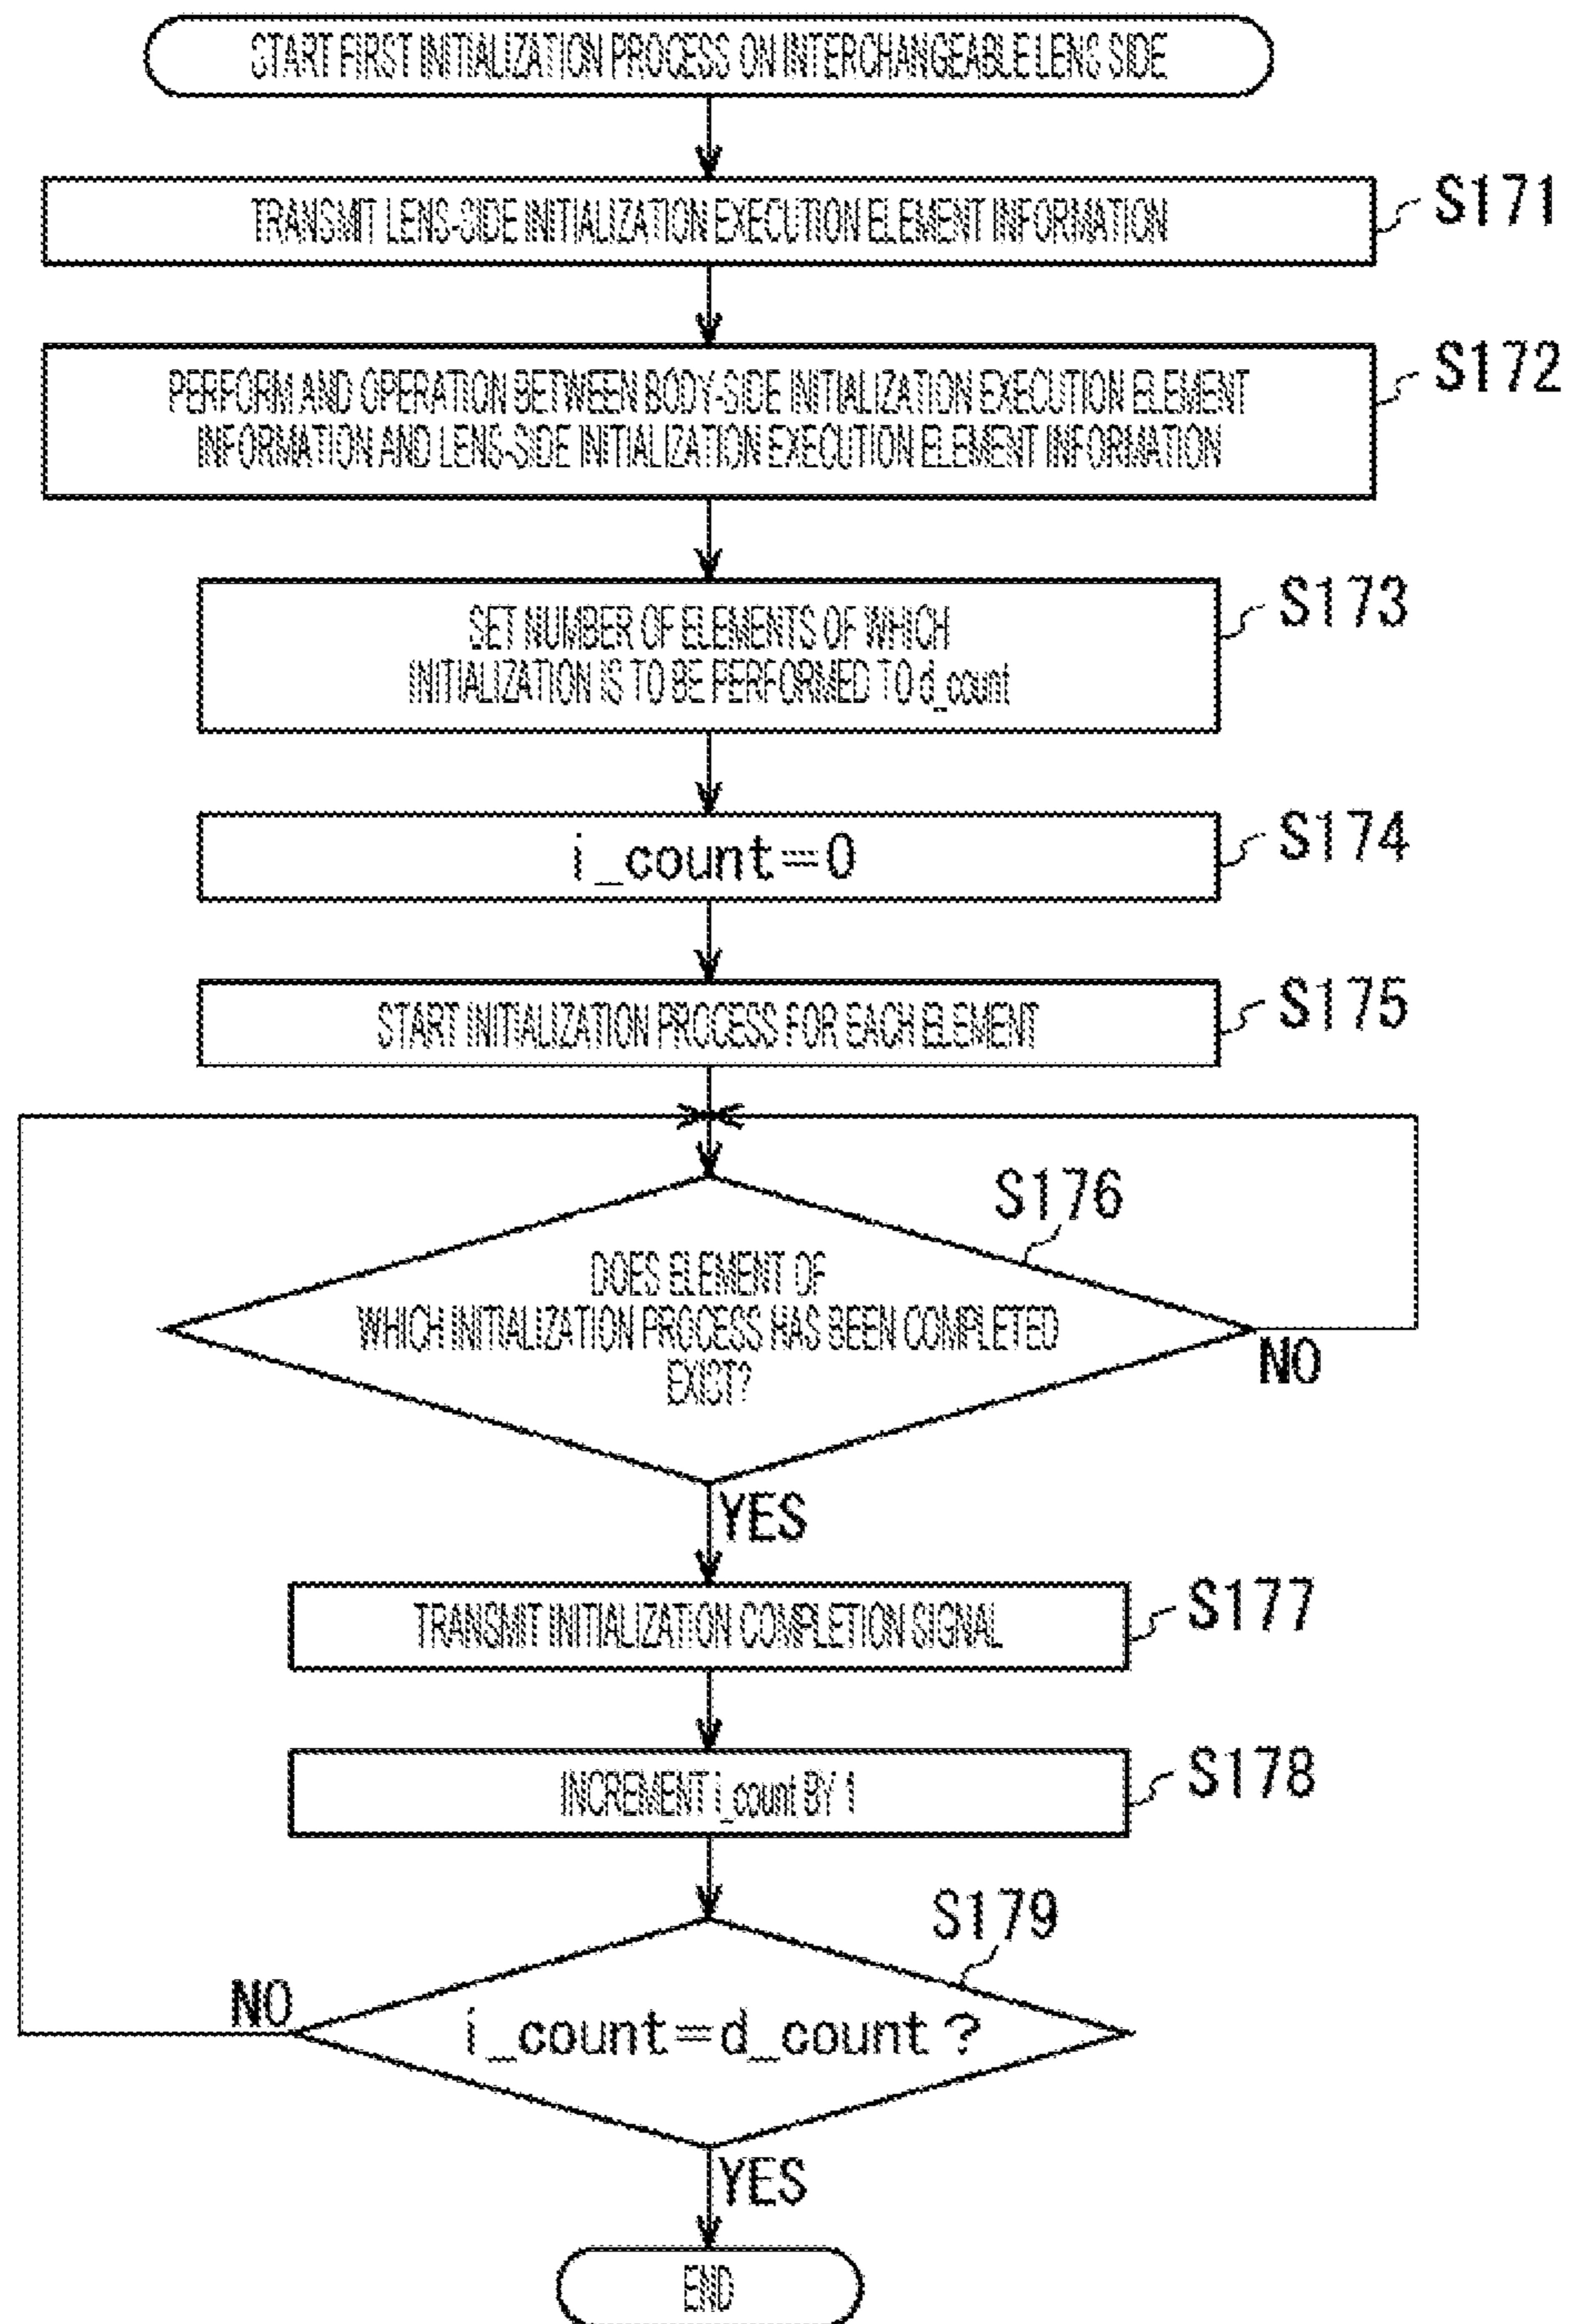 START FIRST INITIALIZATION PROCESS ON INTERCHANGEABLE LENS SIDE
TRANSMIT LENS-SIDE INITIALIZATION EXECUTION ELEMENT INFORMATION
S171
PERFORM AND OPERATION BETWEEN BODY-SIDE INITIALIZATION EXECUTION ELEMENT
INFORMATION AND LENS-SIDE INITIALIZATION EXECUTION ELEMENT INFORMATION
S172
SET NUMBER OF ELEMENTS OF WHICH
INITIALIZATION IS TO BE PERFORMED TO d_count
S173
i_count=0
S174
START INITIALIZATION PROCESS FOR EACH ELEMENT
S175
S176
DOES ELEMENT OF
WHICH INITIALIZATION PROCESS HAS BEEN COMPLETED
EXIST?
NO
YES
TRANSMIT INITIALIZATION COMPLETION SIGNAL
S177
INCREMENT i_count BY 1
S178
S179
NO
i_count=d_count?
YES
END